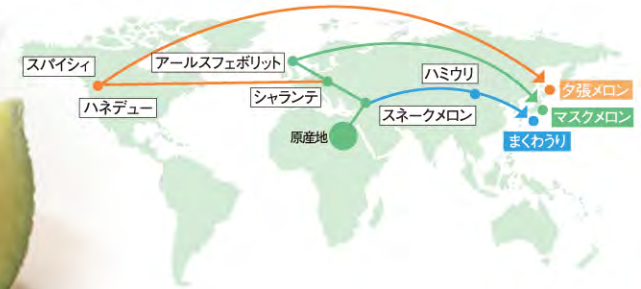 スパイシィ
アールスフェボリット
ハミウリ
夕張メロン
ハネデュー
シャランテ
スネークメロン
マスクメロン
原産地
まくわうり